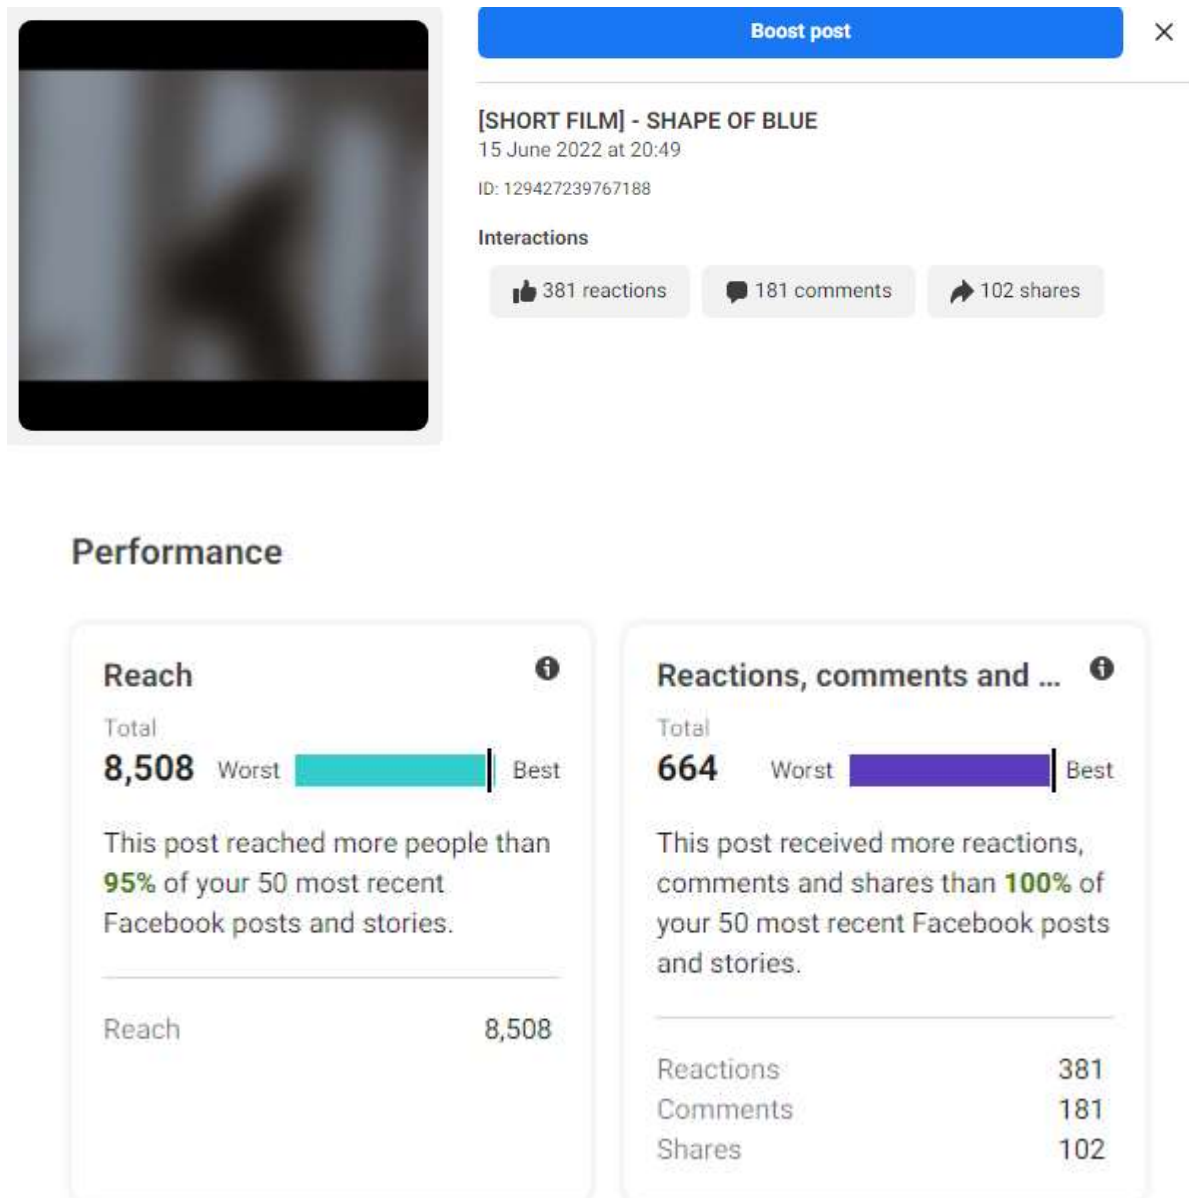 Boost post
[SHORT FILM] - SHAPE OF BLUE
15 June 2022 at 20:49
ID: 129427239767188
Interactions
381 reactions 181 comments 102 shares
Performance
Reach
Total
8,508 Worst Best
This post reached more people than
95% of your 50 most recent
Facebook posts and stories.
Reach 8,508
Reactions, comments and ...
Total
664 Worst Best
This post received more reactions,
comments and shares than 100% of
your 50 most recent Facebook posts
and stories.
Reactions 381
Comments 181
Shares 102